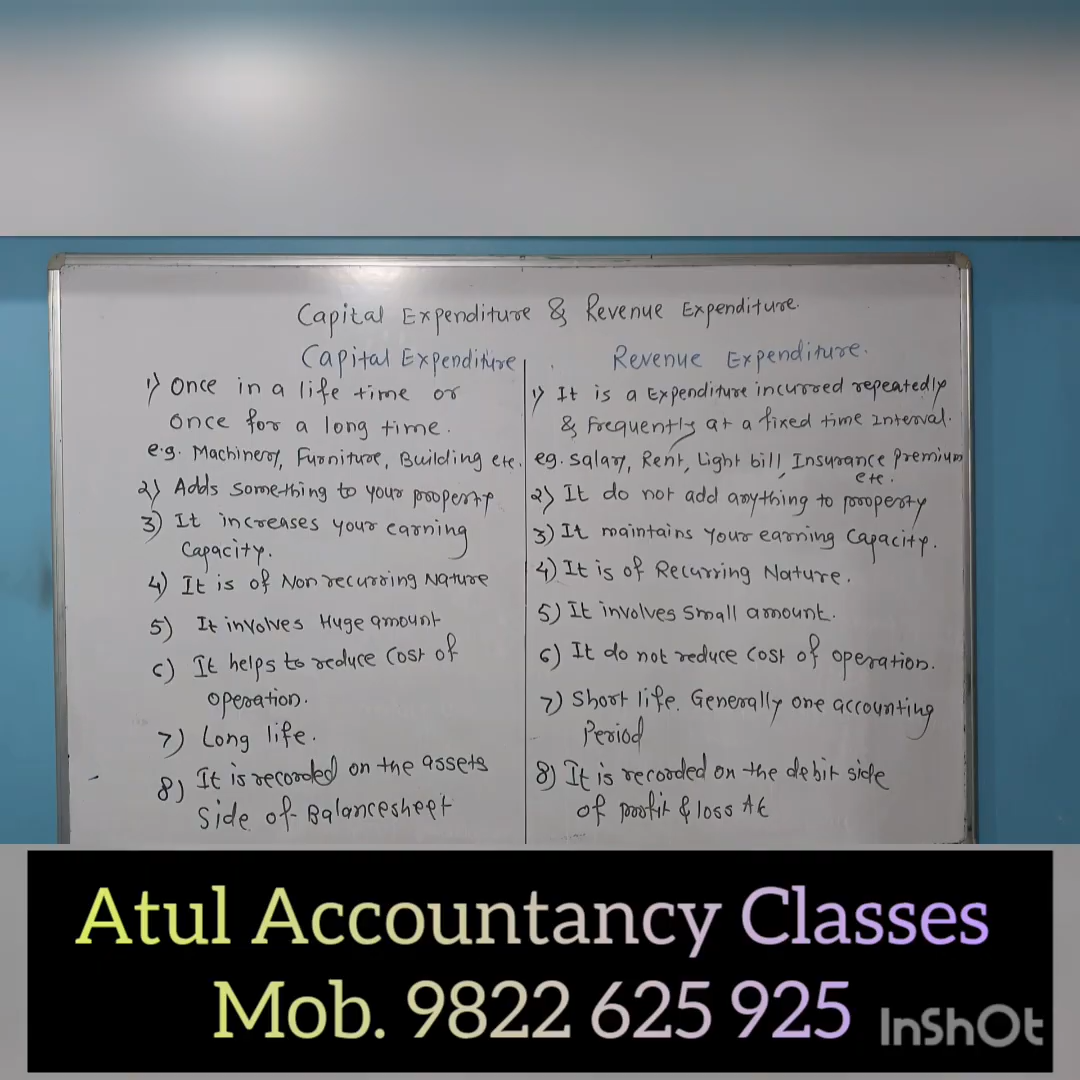 Capital Expenditure & Revenue Expenditure.
Capital Expenditure
1) Once in a life time or
once for a long time.
e.g. Machinery, Furniture, Building etc.
2) Adds something to your property
3) It increases your earning
Capacity.
4) It is of Non recurring Nature
5) It involves Huge amount
6) It helps to reduce cost of
operation.
7) Long life.
8) It is recorded on the assets
side of Balancesheet
Revenue Expenditure.
1) It is a Expenditure incurred repeatedly
& Frequently at a fixed time Interval.
eg. Salary, Rent, Light bill, Insurance premium
etc.
2) It do not add anything to property
3) It maintains your earning Capacity.
4) It is of Recurring Nature.
5) It involves small amount.
6) It do not reduce cost of operation.
7) Short life. Generally one accounting
Period
8) It is recorded on the debit side
of profit & loss A/c
Atul Accountancy Classes
Mob. 9822 625 925
InShOt